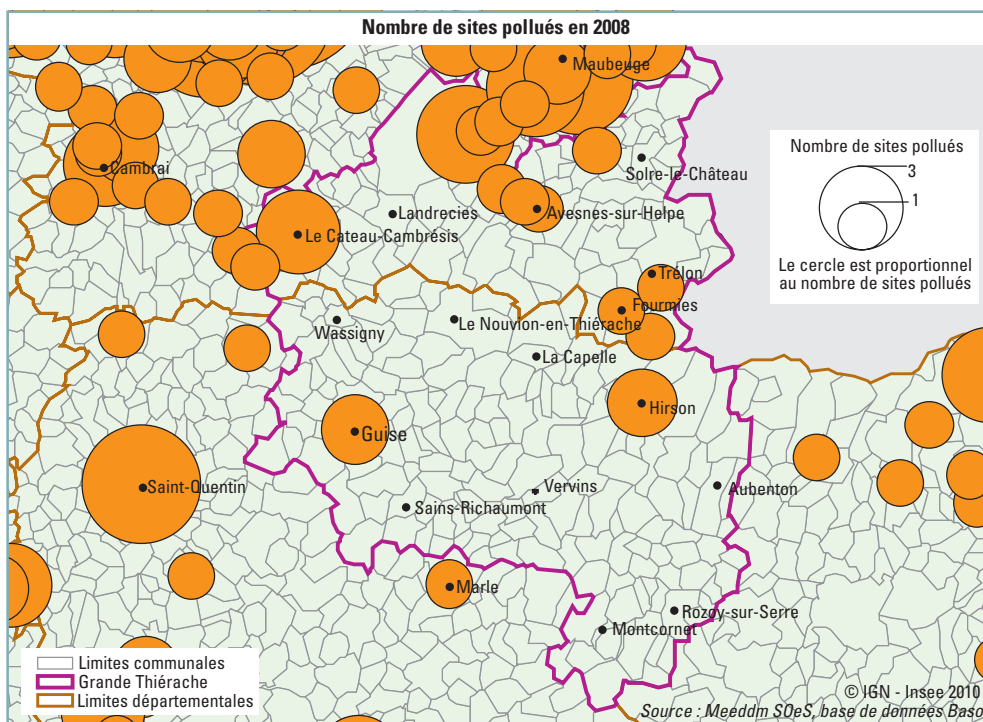 Nombre de sites pollués en 2008
Maubeuge
Nombre de sites pollués
3
1
Le cercle est proportionnel
au nombre de sites pollués
Cambrai
Solre-le-Château
Landrecies
Avesnes-sur-Helpe
Le Cateau-Cambrésis
Trélon
Fourmies
Wassigny
Le Nouvion-en-Thiérache
La Capelle
Hirson
Guise
Saint-Quentin
Vervins
Aubenton
Sains-Richaumont
Marle
Rozoy-sur-Serre
Montcornet
Limites communales
Grande Thiérache
Limites départementales
© IGN - Insee 2010
Source : Meeddm SOeS, base de données Baso